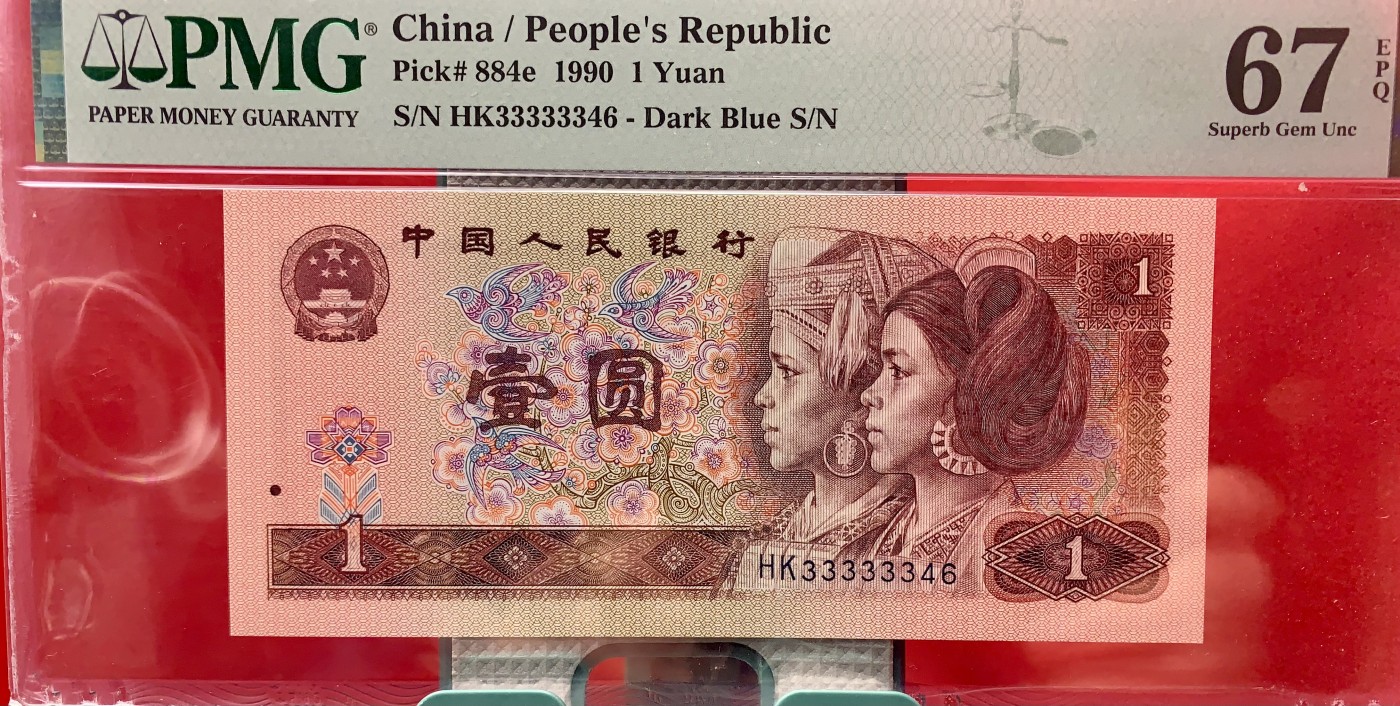 PMG®
PAPER MONEY GUARANTY
China / People's Republic
Pick# 884e 1990 1 Yuan
S/N HK33333346 - Dark Blue S/N
67
EPQ
Superb Gem Unc
中国人民银行
1
壹圆
1
HK33333346
1